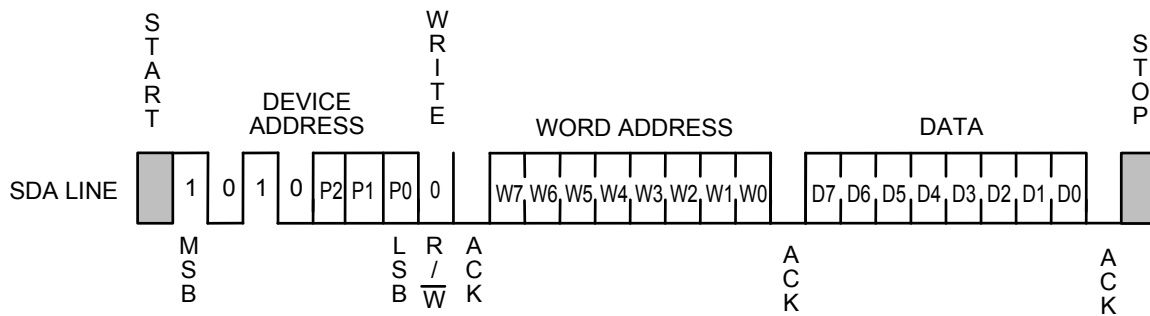 START
WRITE
STOP
DEVICE
ADDRESS
WORD ADDRESS
DATA
SDA LINE
1 0 1 0 P2 P1 P0 0 W7 W6 W5 W4 W3 W2 W1 W0 D7 D6 D5 D4 D3 D2 D1 D0
MSB
LSB
R/W̅
ACK
ACK
ACK